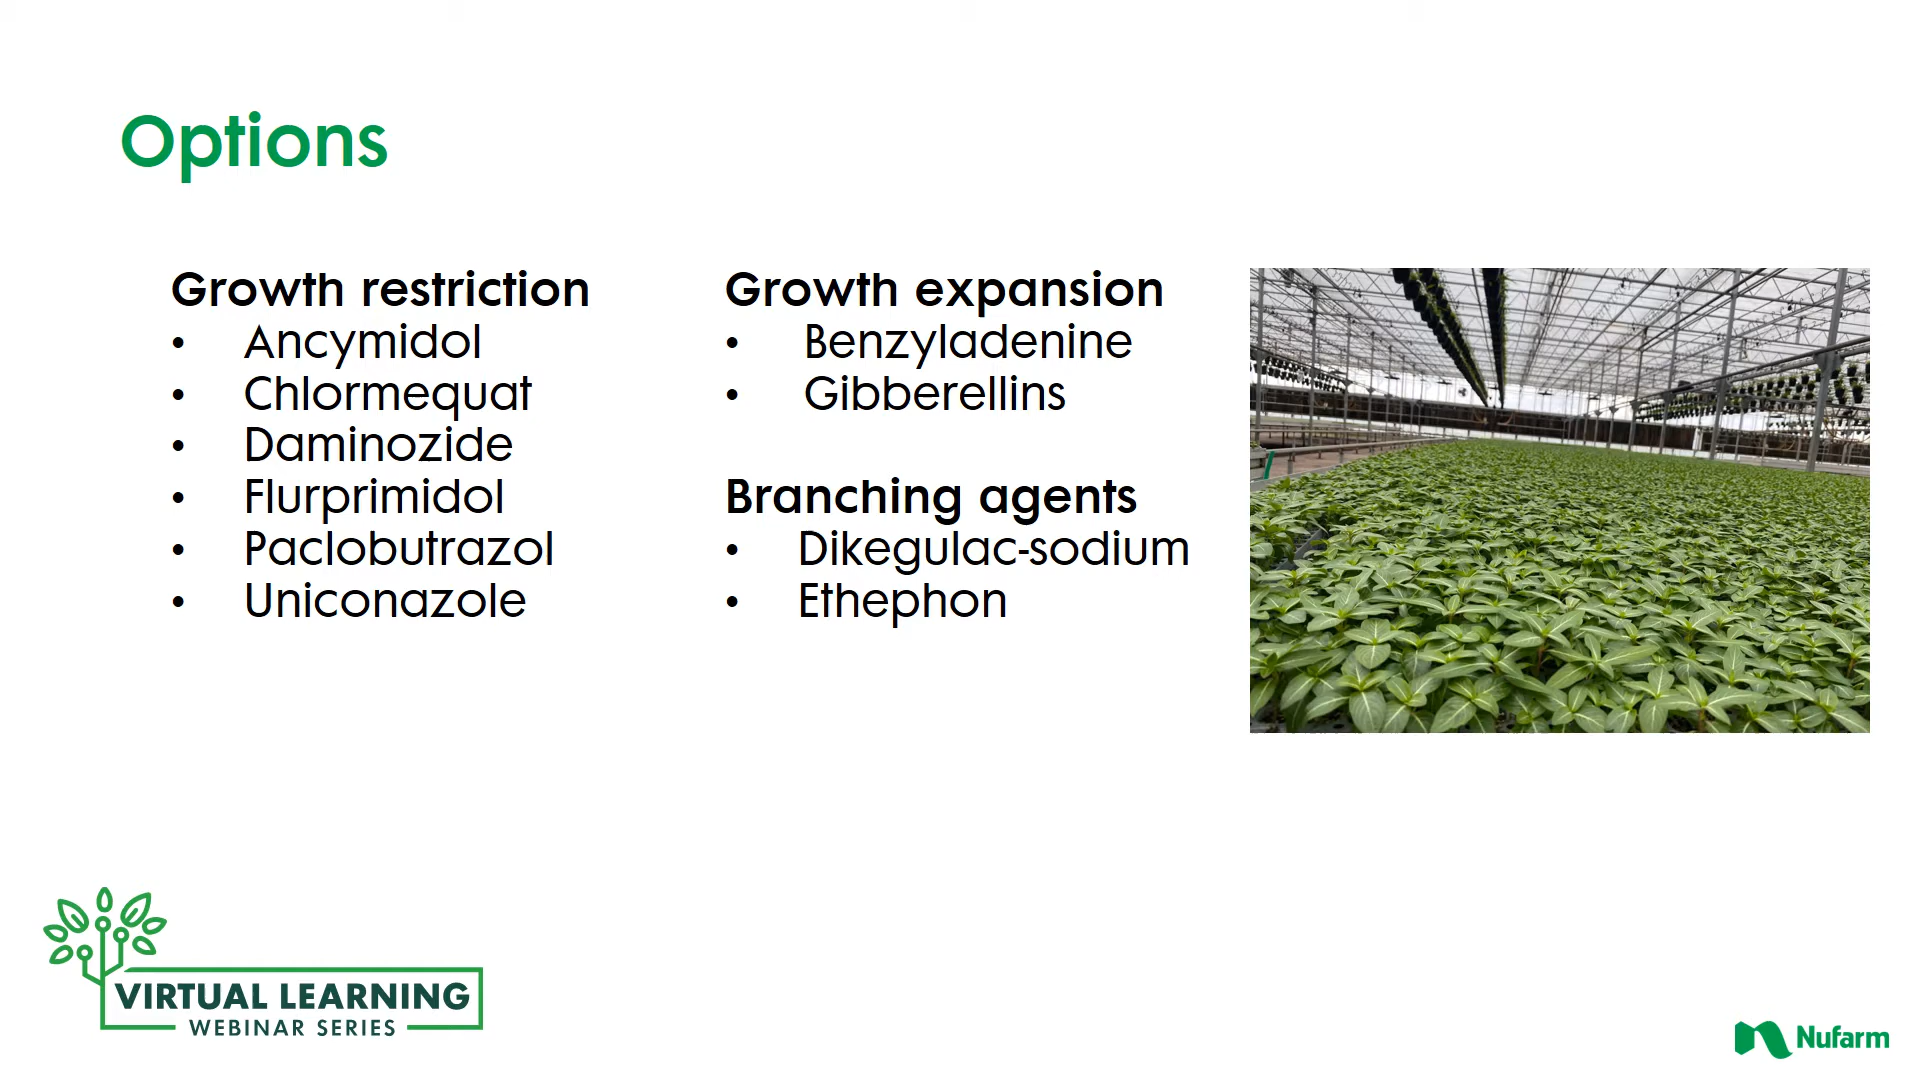 Options
Growth restriction
• Ancymidol
• Chlormequat
• Daminozide
• Flurprimidol
• Paclobutrazol
• Uniconazole
Growth expansion
• Benzyladenine
• Gibberellins
Branching agents
• Dikegulac-sodium
• Ethephon
VIRTUAL LEARNING
WEBINAR SERIES
Nufarm